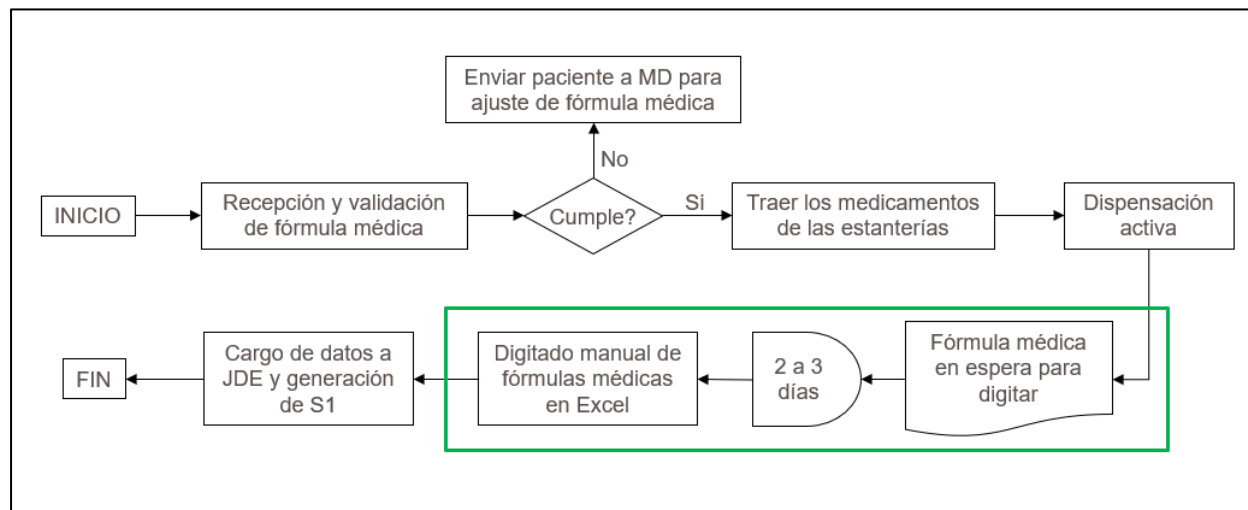 Enviar paciente a MD para
ajuste de fórmula médica
No
INICIO
Recepción y validación
de fórmula médica
Cumple?
Si
Traer los medicamentos
de las estanterías
Dispensación
activa
Fórmula médica
en espera para
digitar
2 a 3
días
Digitado manual de
fórmulas médicas
en Excel
Cargo de datos a
JDE y generación
de S1
FIN